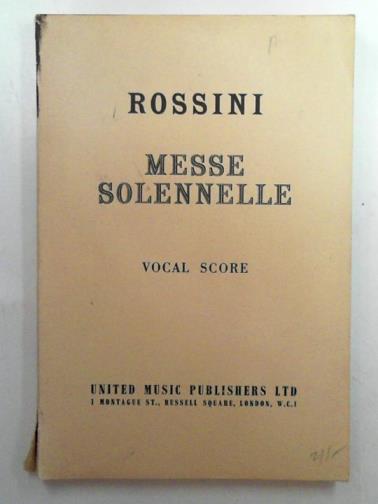 ROSSINI
MESSE
SOLENNELLE
VOCAL SCORE
UNITED MUSIC PUBLISHERS LTD
1 MONTAGUE ST., RUSSELL SQUARE, LONDON, W.C.1